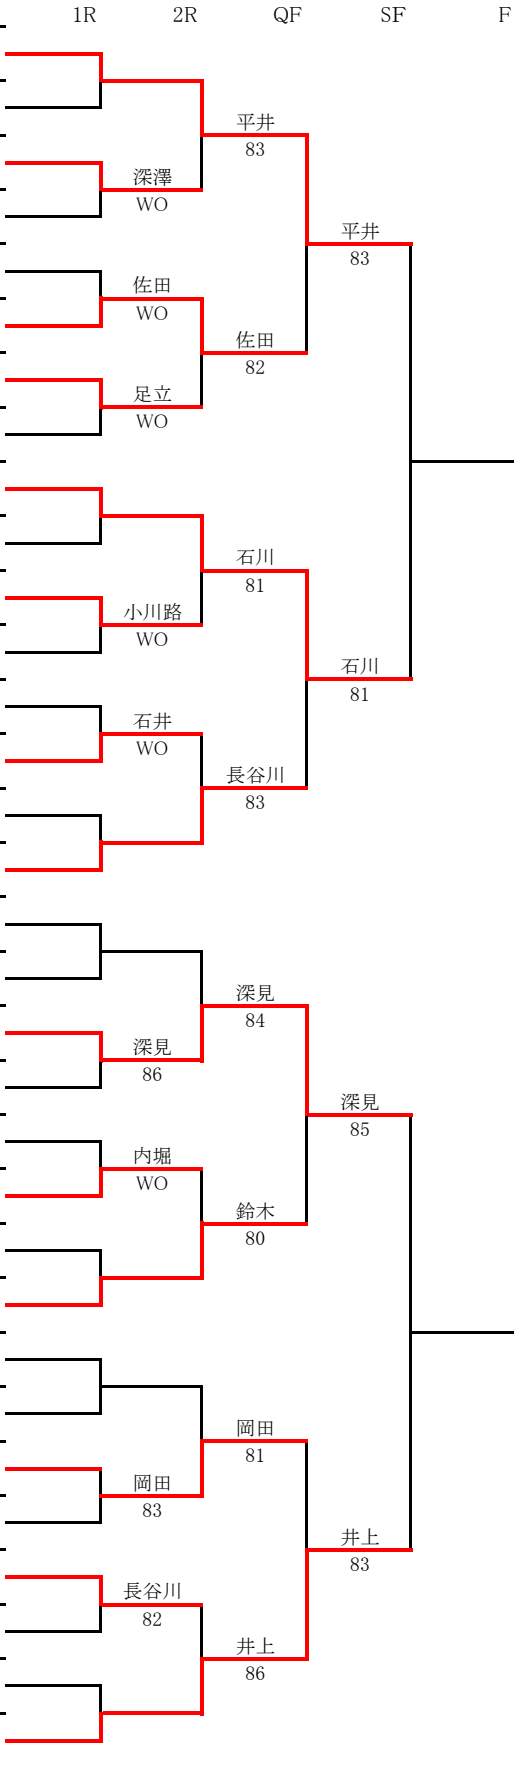 1R 2R QF SF F
平井
83
深澤
WO
平井
83
佐田
WO
佐田
82
足立
WO
石川
81
小川路
WO
石川
81
石井
WO
長谷川
83
深見
84
深見
86
深見
85
内堀
WO
鈴木
80
岡田
81
岡田
83
井上
83
長谷川
82
井上
86